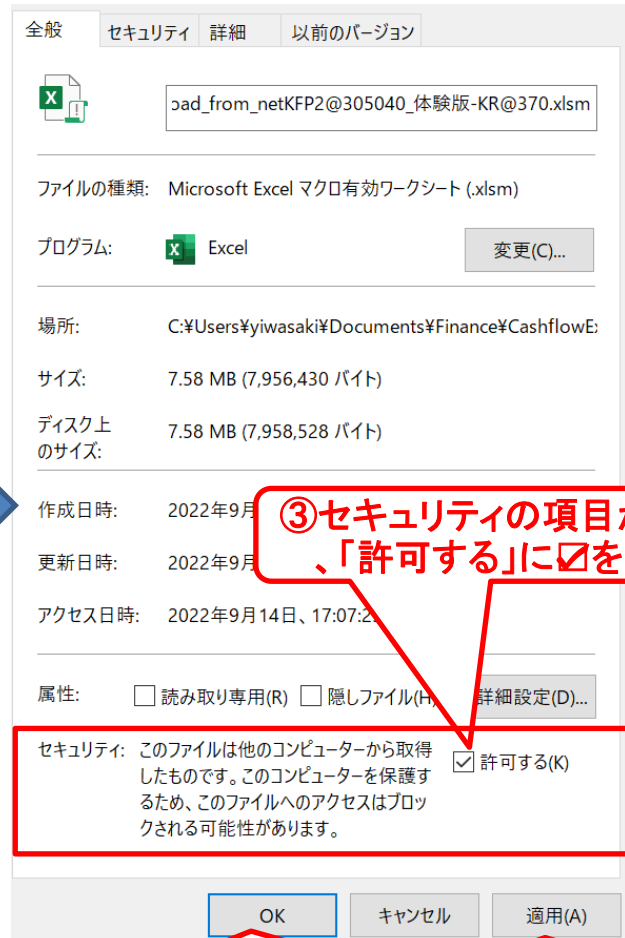 全般 セキュリティ 詳細 以前のバージョン
oad_from_netKFP2@305040_体験版-KR@370.xlsm
ファイルの種類: Microsoft Excel マクロ有効ワークシート (.xlsm)
プログラム: Excel 変更(C)...
場所: C:¥Users¥yiwasaki¥Documents¥Finance¥CashflowEx
サイズ: 7.58 MB (7,956,430 バイト)
ディスク上
のサイズ: 7.58 MB (7,958,528 バイト)
作成日時: 2022年9月
③セキュリティの項目が
、「許可する」に☑を
更新日時: 2022年9月
アクセス日時: 2022年9月14日、17:07:2
属性: 読み取り専用(R) 隠しファイル(H) 詳細設定(D)...
セキュリティ: このファイルは他のコンピューターから取得
したものです。このコンピューターを保護す
るため、このファイルへのアクセスはブロッ
クされる可能性があります。
許可する(K)
OK キャンセル 適用(A)